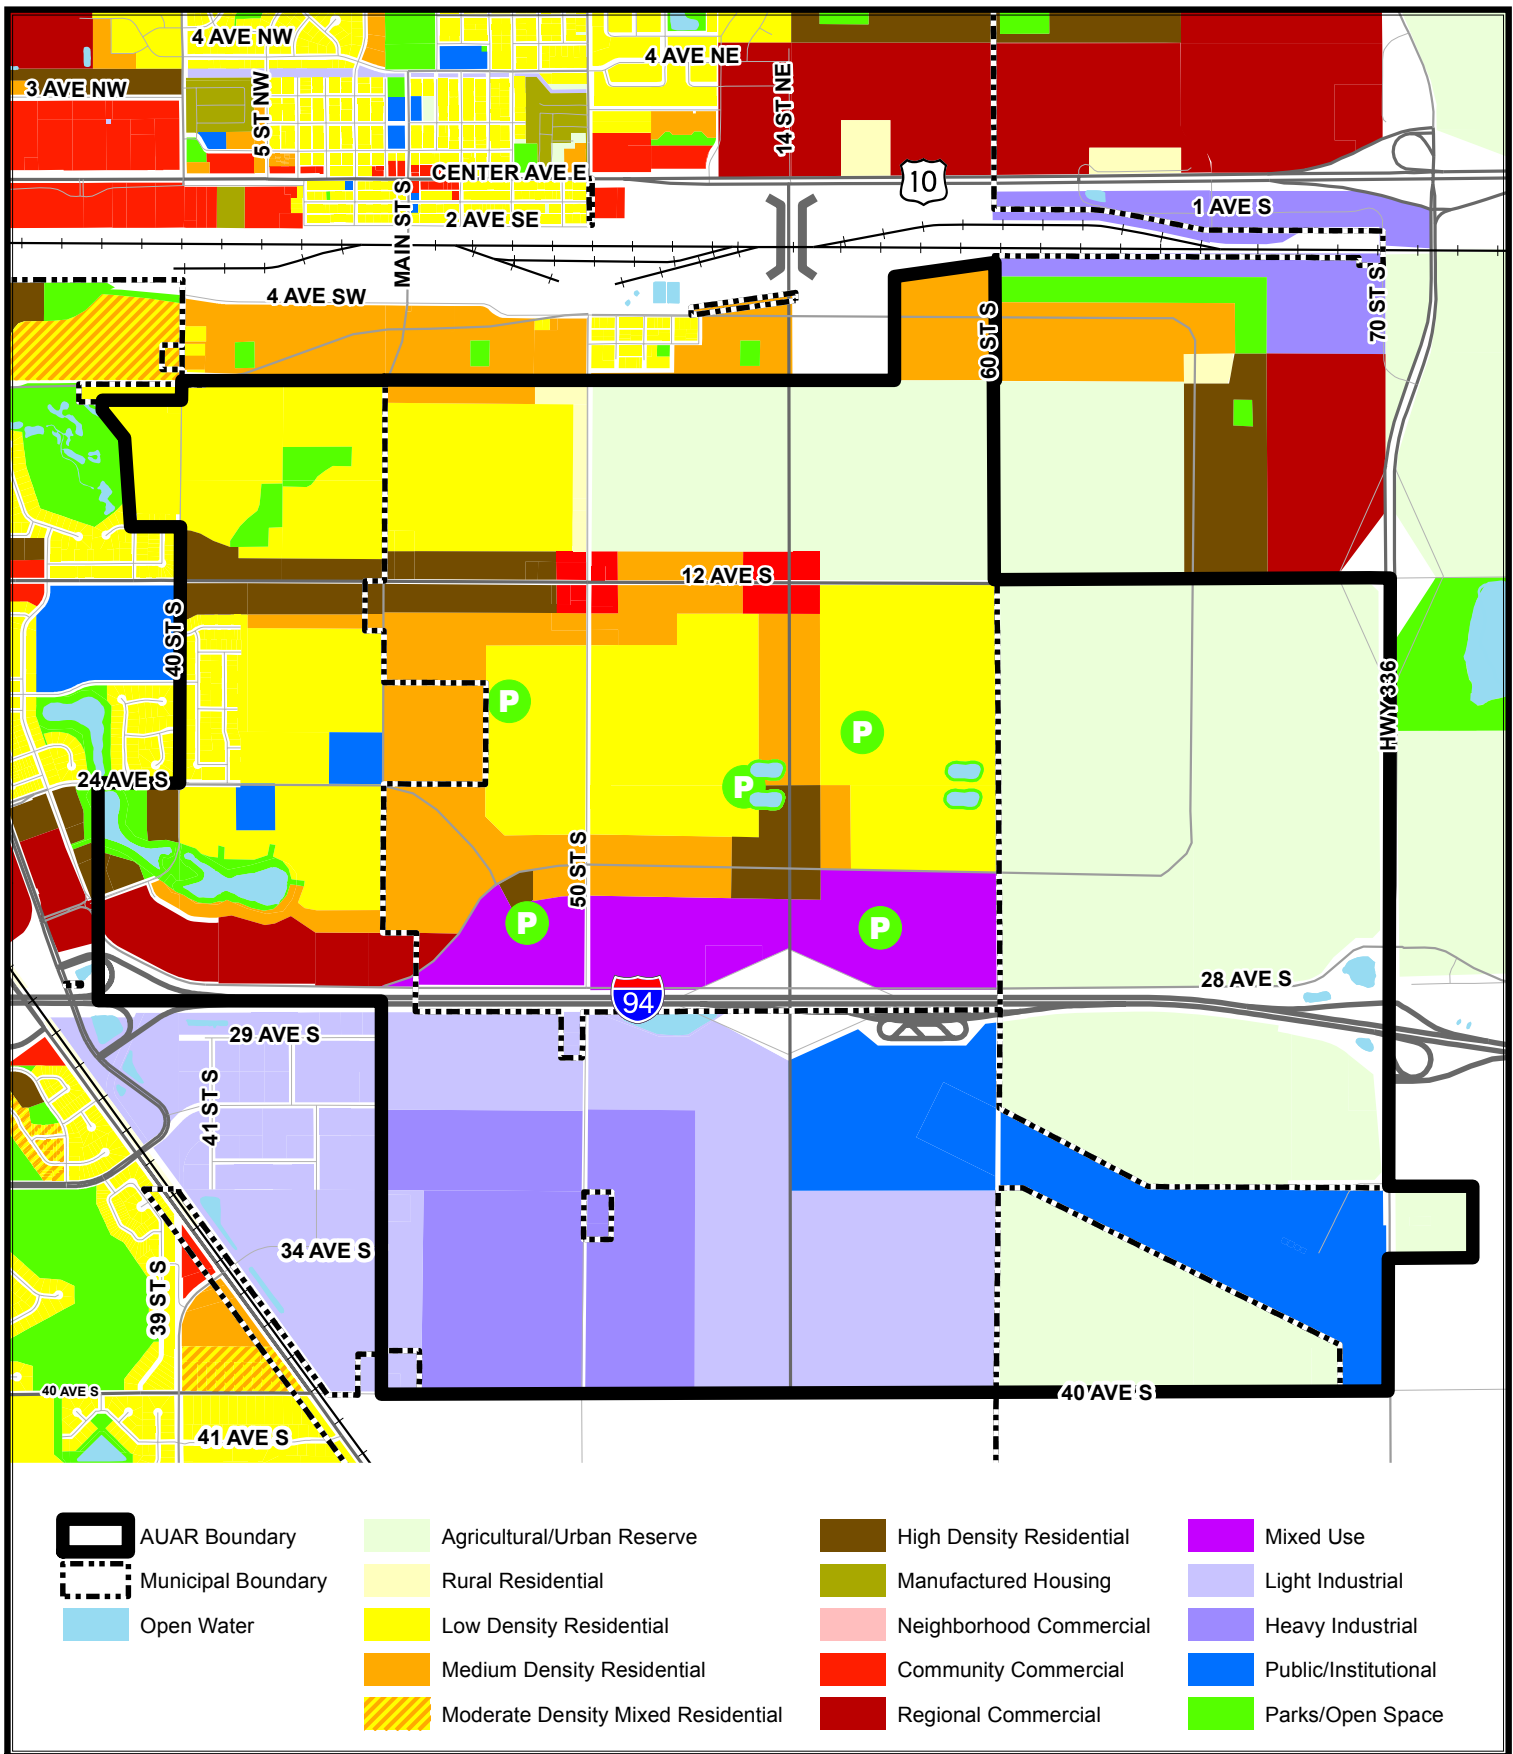 4 AVE NW
4 AVE NE
3 AVE NW
5 ST NW
14 ST NE
CENTER AVE E
10
MAIN ST S
2 AVE SE
1 AVE S
4 AVE SW
60 ST S
70 ST S
12 AVE S
40 ST S
HWY 336
P
P
24 AVE S
P
50 ST S
P
P
28 AVE S
94
29 AVE S
41 ST S
34 AVE S
39 ST S
40 AVE S
40 AVE S
41 AVE S
AUAR Boundary
Municipal Boundary
Open Water
Agricultural/Urban Reserve
Rural Residential
Low Density Residential
Medium Density Residential
Moderate Density Mixed Residential
High Density Residential
Manufactured Housing
Neighborhood Commercial
Community Commercial
Regional Commercial
Mixed Use
Light Industrial
Heavy Industrial
Public/Institutional
Parks/Open Space